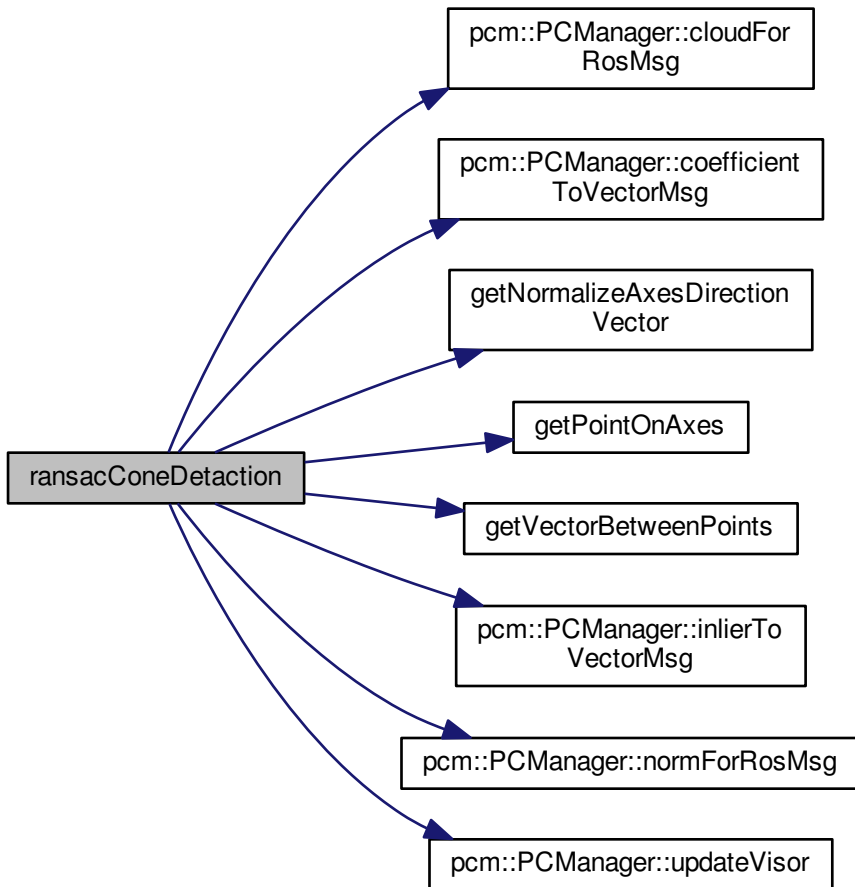 pcm::PCManager::cloudFor
RosMsg
pcm::PCManager::coefficient
ToVectorMsg
getNormalizeAxesDirection
Vector
getPointOnAxes
ransacConeDetaction
getVectorBetweenPoints
pcm::PCManager::inlierTo
VectorMsg
pcm::PCManager::normForRosMsg
pcm::PCManager::updateVisor